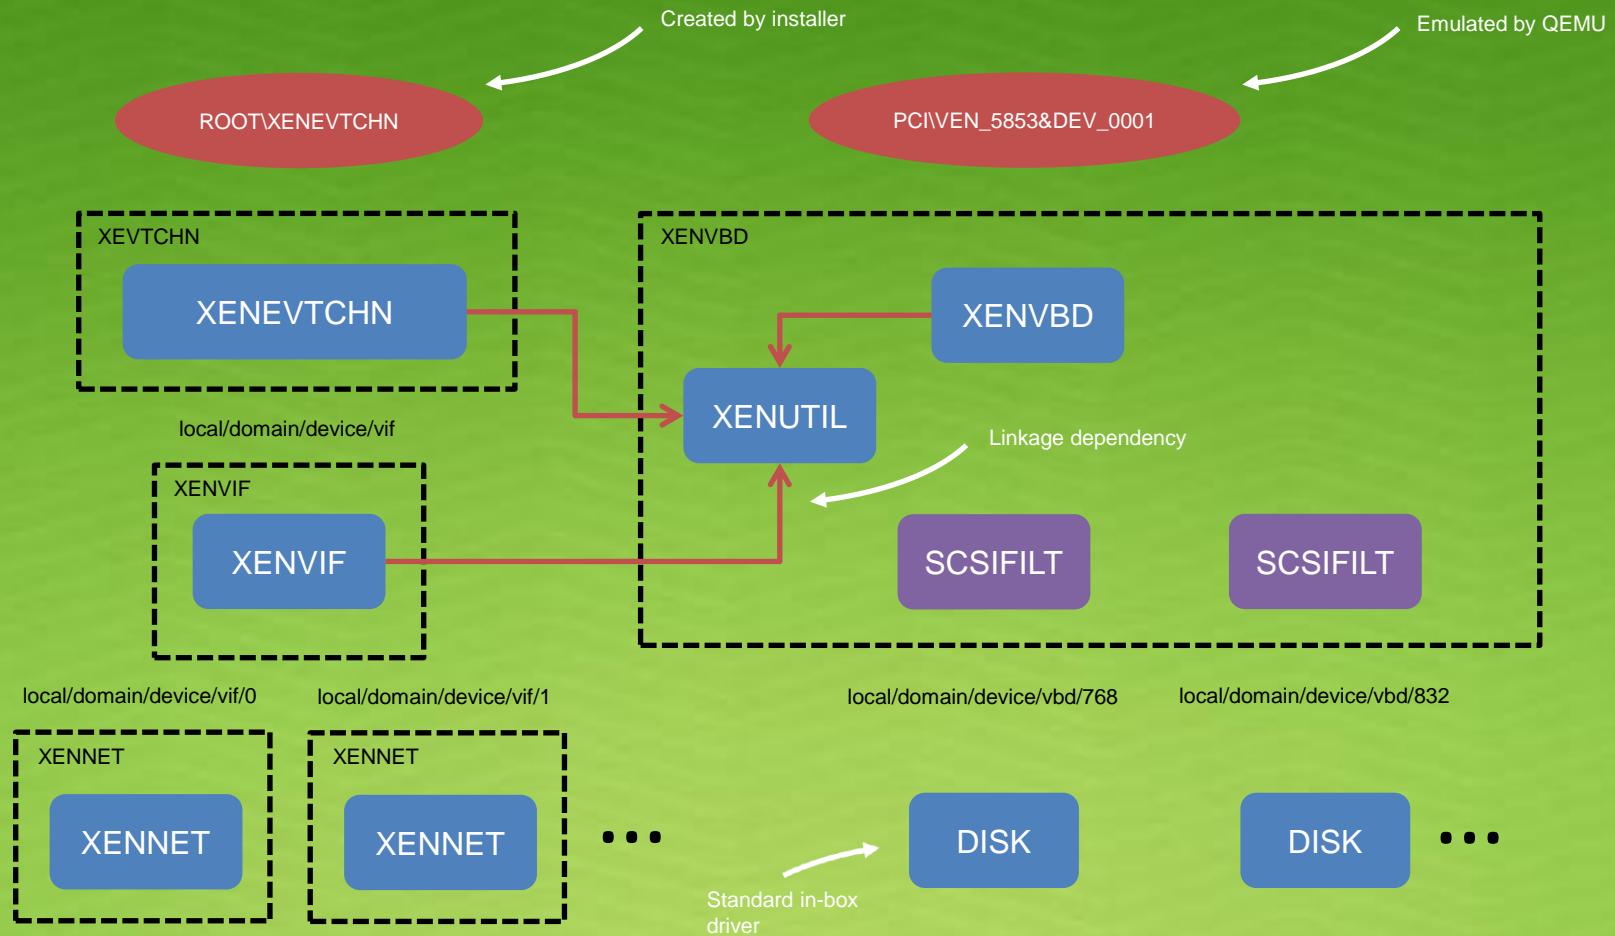 Created by installer
Emulated by QEMU
ROOT\XENEVTCHN
PCI\VEN_5853&DEV_0001
XEVTCHN
XENEVTCHN
XENVBD
XENVBD
XENUTIL
Linkage dependency
SCSIFILT
SCSIFILT
local/domain/device/vif
XENVIF
XENVIF
local/domain/device/vif/0
local/domain/device/vif/1
local/domain/device/vbd/768
local/domain/device/vbd/832
XENNET
XENNET
XENNET
XENNET
...
Standard in-box
driver
DISK
DISK
...